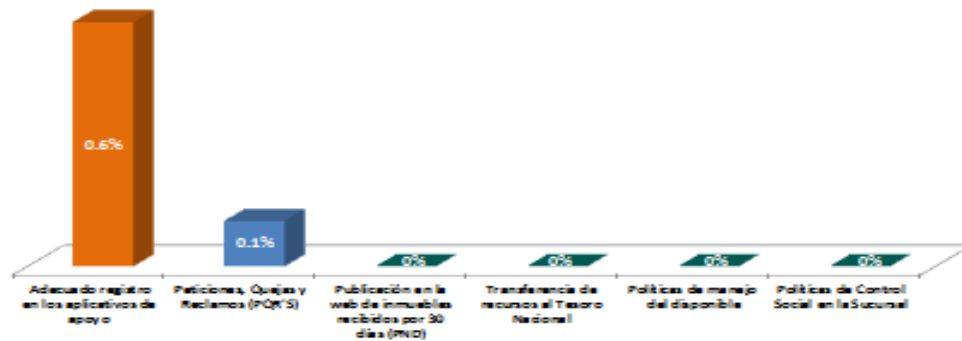 0.6%
0.1%
0%
0%
0%
0%
Adecuado registro
en los aplicativos de
apoyo
Peticiones, Quejas y
Reclamos (PQR'S)
Publicación en la
web de inmuebles
recibidos por 30
días (PND)
Transferencia de
recursos al Tesoro
Nacional
Políticas de manejo
del disponible
Políticas de Control
Social en la Sucursal